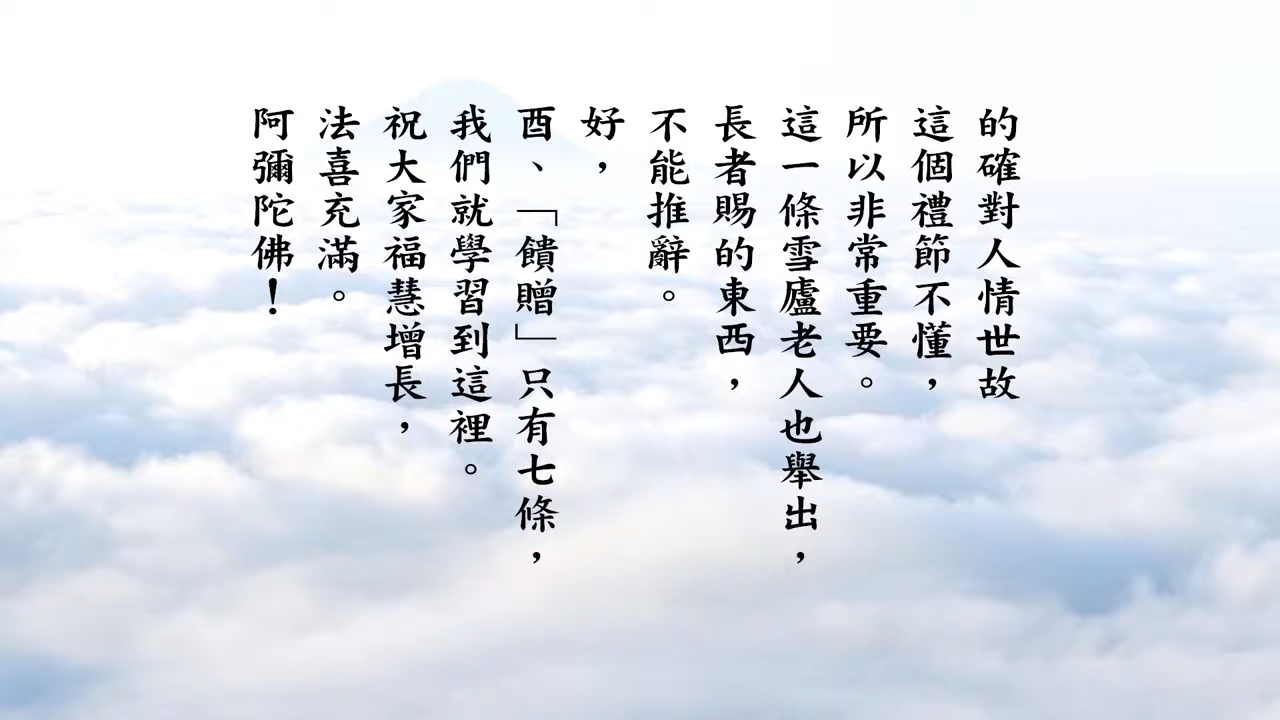 的確對人情世故
這個禮節不懂，
所以非常重要。
這一條雪廬老人也舉出，
長者賜的東西，
不能推辭。
好，
酉、「饋贈」只有七條，
我們就學習到這裡。
祝大家福慧增長，
法喜充滿。
阿彌陀佛！